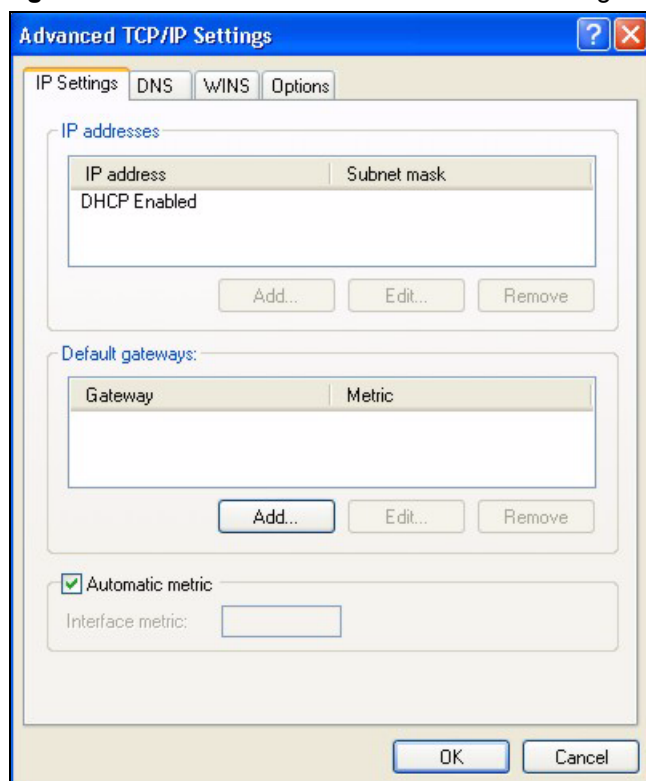 Advanced TCP/IP Settings
IP Settings DNS WINS Options
IP addresses
IP address Subnet mask
DHCP Enabled
Add... Edit... Remove
Default gateways:
Gateway Metric
Add... Edit... Remove
Automatic metric
Interface metric:
OK Cancel